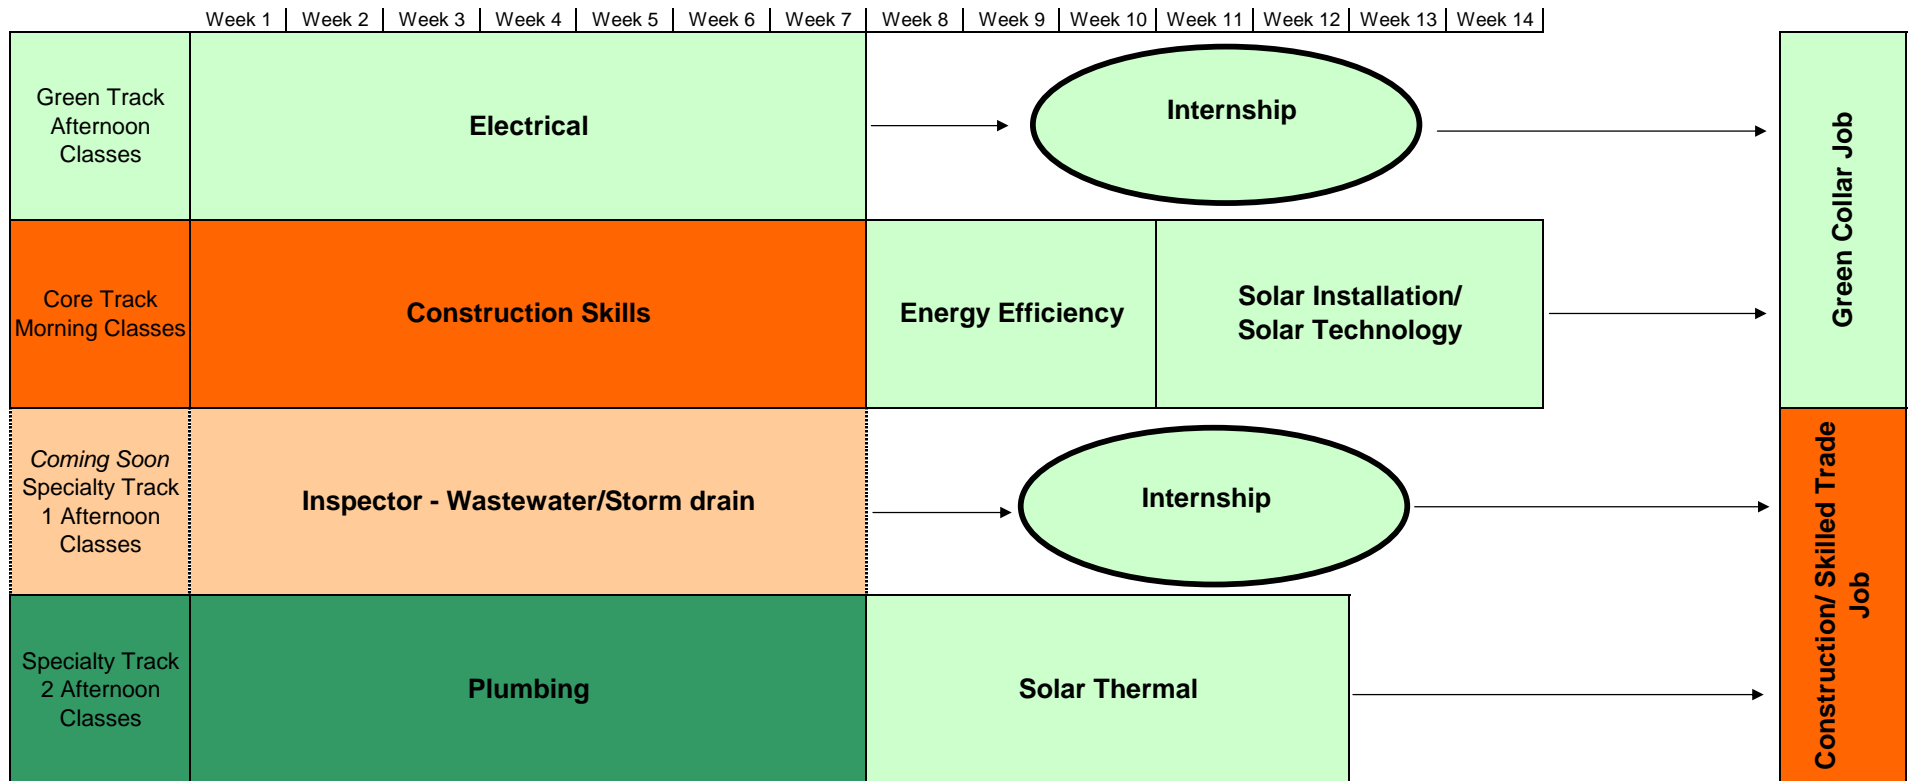 Week 1 Week 2 Week 3 Week 4 Week 5 Week 6 Week 7 Week 8 Week 9 Week 10 Week 11 Week 12 Week 13 Week 14
Green Track
Afternoon
Classes
Electrical
Internship
Green Collar Job
Core Track
Morning Classes
Construction Skills
Energy Efficiency
Solar Installation/
Solar Technology
Coming Soon
Specialty Track
1 Afternoon
Classes
Inspector - Wastewater/Storm drain
Internship
Construction/ Skilled Trade
Job
Specialty Track
2 Afternoon
Classes
Plumbing
Solar Thermal